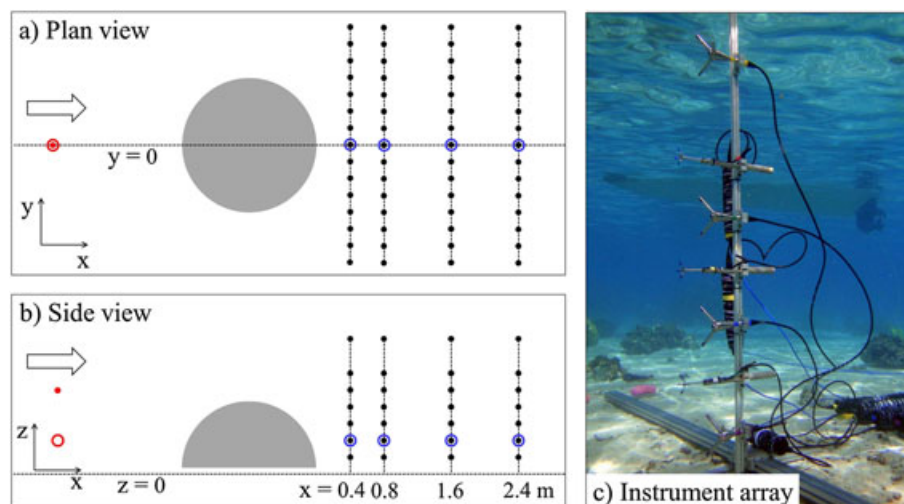 a) Plan view
y = 0
y
x
b) Side view
z
x
z = 0
x = 0.4 0.8 1.6 2.4 m
c) Instrument array